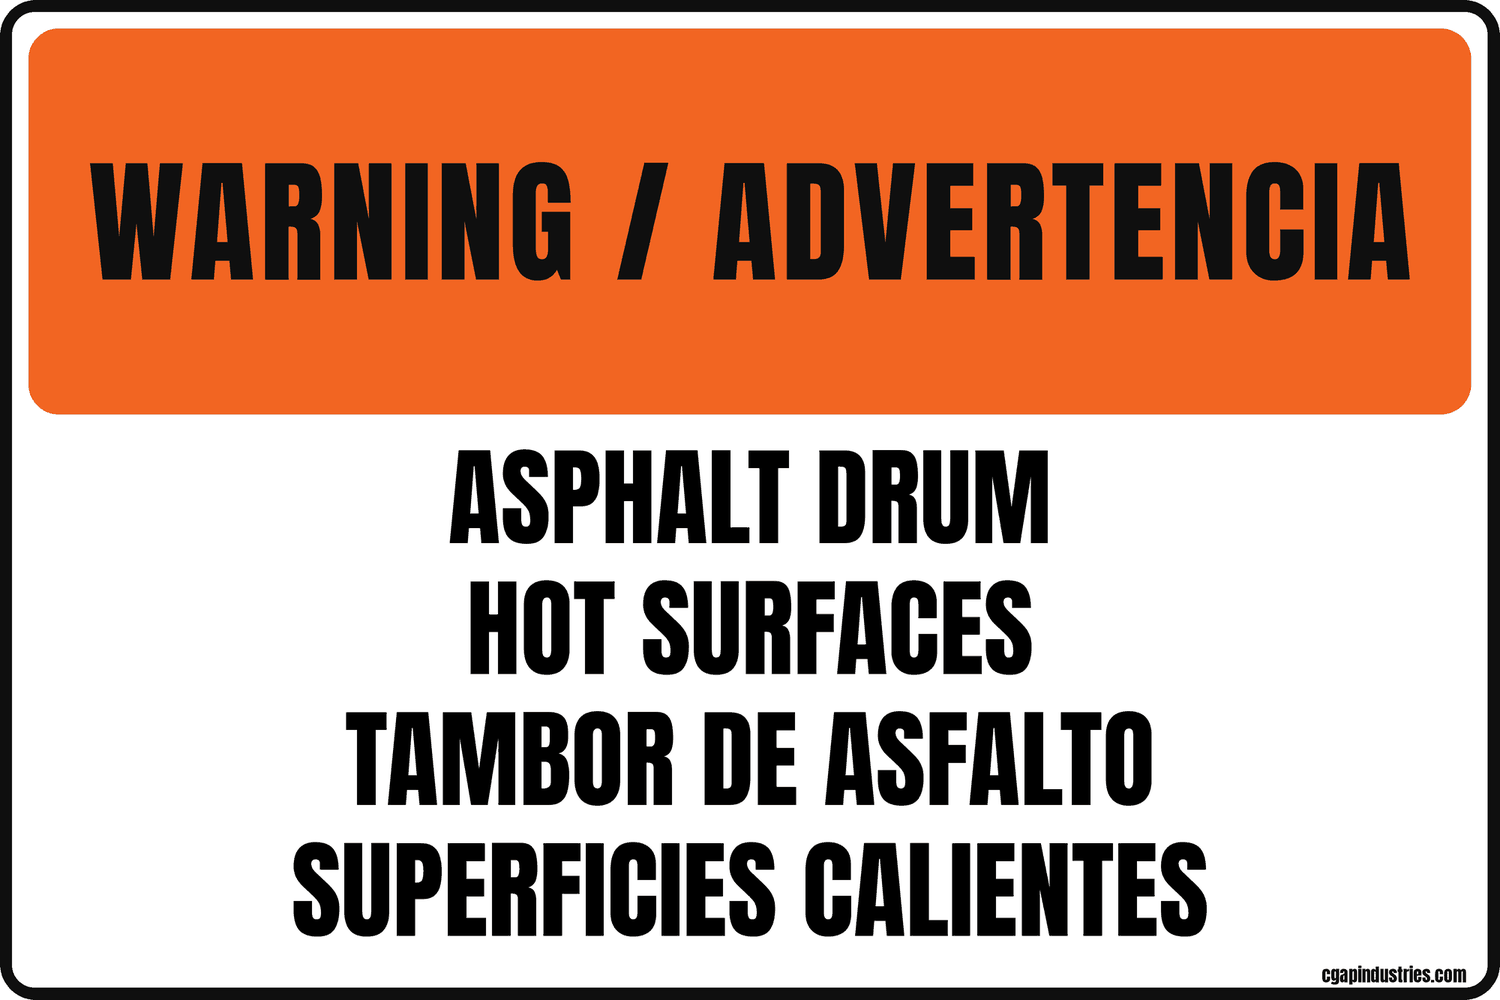 WARNING / ADVERTENCIA
ASPHALT DRUM
HOT SURFACES
TAMBOR DE ASFALTO
SUPERFICIES CALIENTES
cgapindustries.com